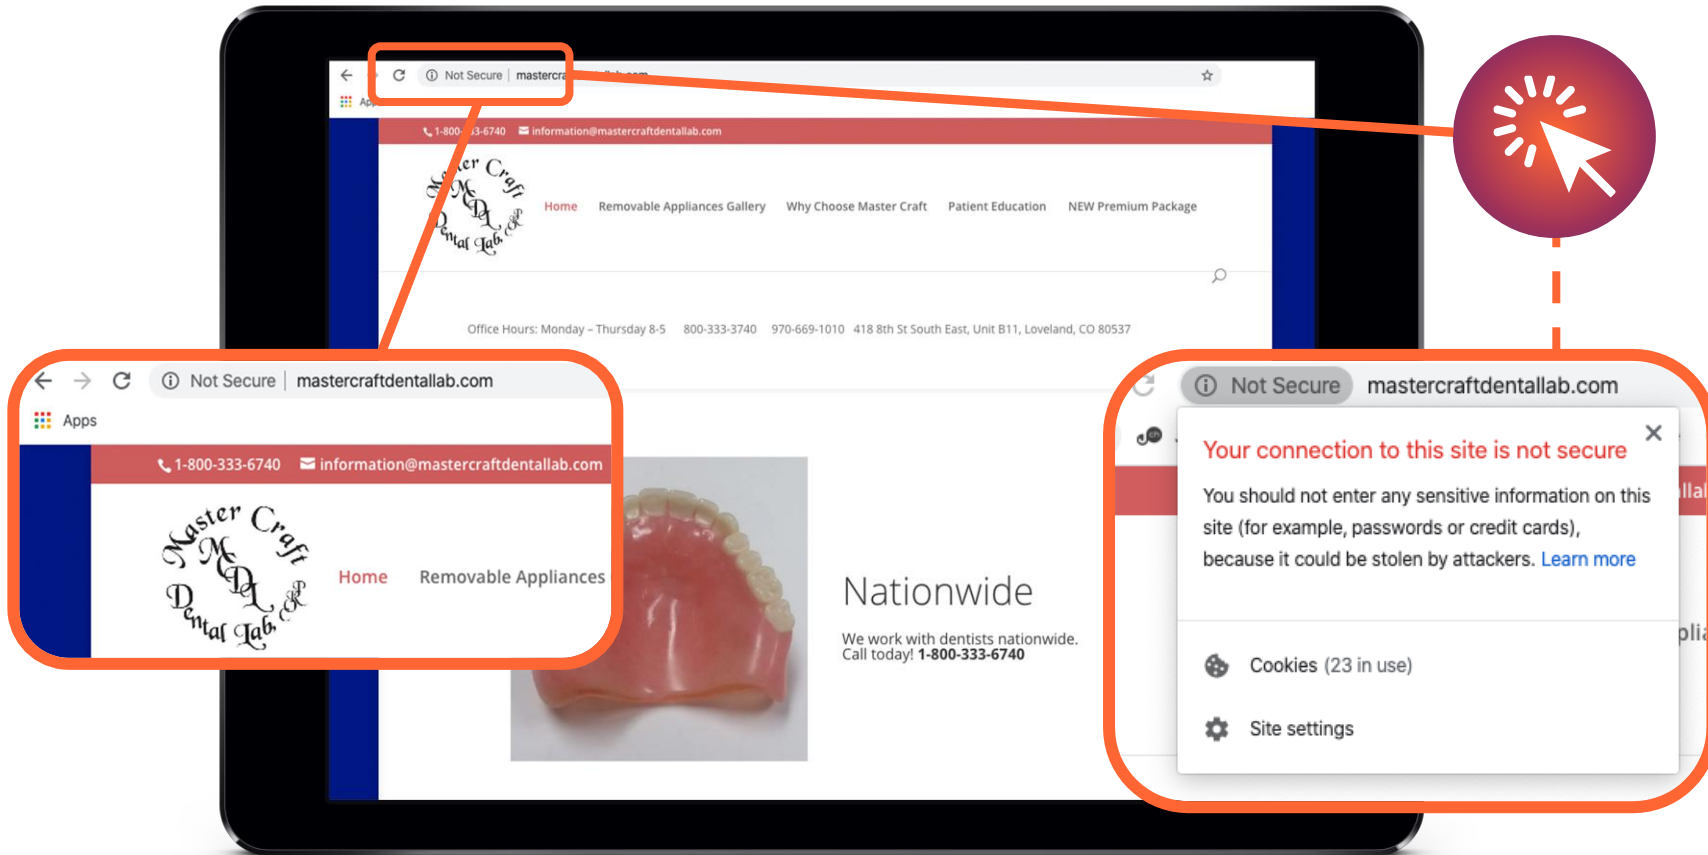 Not Secure | mastercraftdentallab.com
Apps
1-800-333-6740 information@mastercraftdentallab.com
Master Craft
MCDL
Dental Lab, Corp
Home Removable Appliances Gallery Why Choose Master Craft Patient Education NEW Premium Package
Office Hours: Monday – Thursday 8-5 800-333-3740 970-669-1010 418 8th St South East, Unit B11, Loveland, CO 80537
Not Secure | mastercraftdentallab.com
Apps
1-800-333-6740 information@mastercraftdentallab.com
Master Craft
MCDL
Dental Lab, Corp
Home Removable Appliances
Nationwide
We work with dentists nationwide.
Call today! 1-800-333-6740
Not Secure mastercraftdentallab.com
Your connection to this site is not secure
You should not enter any sensitive information on this
site (for example, passwords or credit cards),
because it could be stolen by attackers. Learn more
Cookies (23 in use)
Site settings